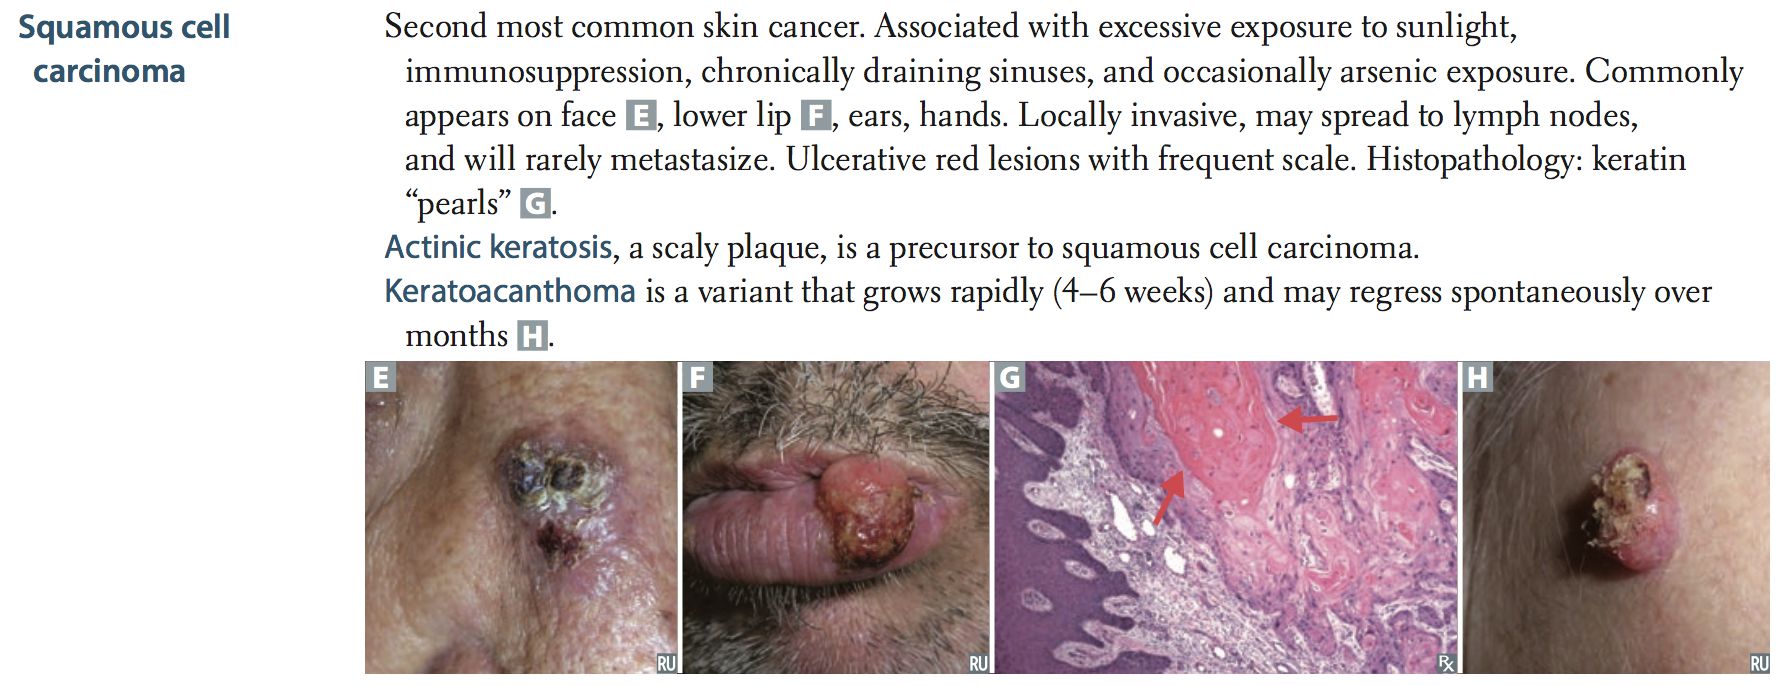 Squamous cell
carcinoma
Second most common skin cancer. Associated with excessive exposure to sunlight,
immunosuppression, chronically draining sinuses, and occasionally arsenic exposure. Commonly
appears on face E, lower lip F, ears, hands. Locally invasive, may spread to lymph nodes,
and will rarely metastasize. Ulcerative red lesions with frequent scale. Histopathology: keratin
“pearls” G.
Actinic keratosis, a scaly plaque, is a precursor to squamous cell carcinoma.
Keratoacanthoma is a variant that grows rapidly (4–6 weeks) and may regress spontaneously over
months H.
E F G H
RU RU ℞ RU